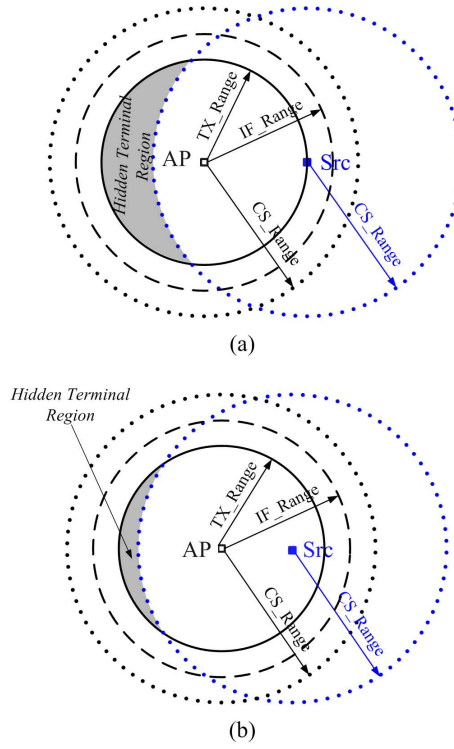 Hidden Terminal
Region
TX_Range
IF_Range
AP
Src
CS_Range
CS_Range
(a)
Hidden Terminal
Region
TX_Range
IF_Range
AP
Src
CS_Range
CS_Range
(b)